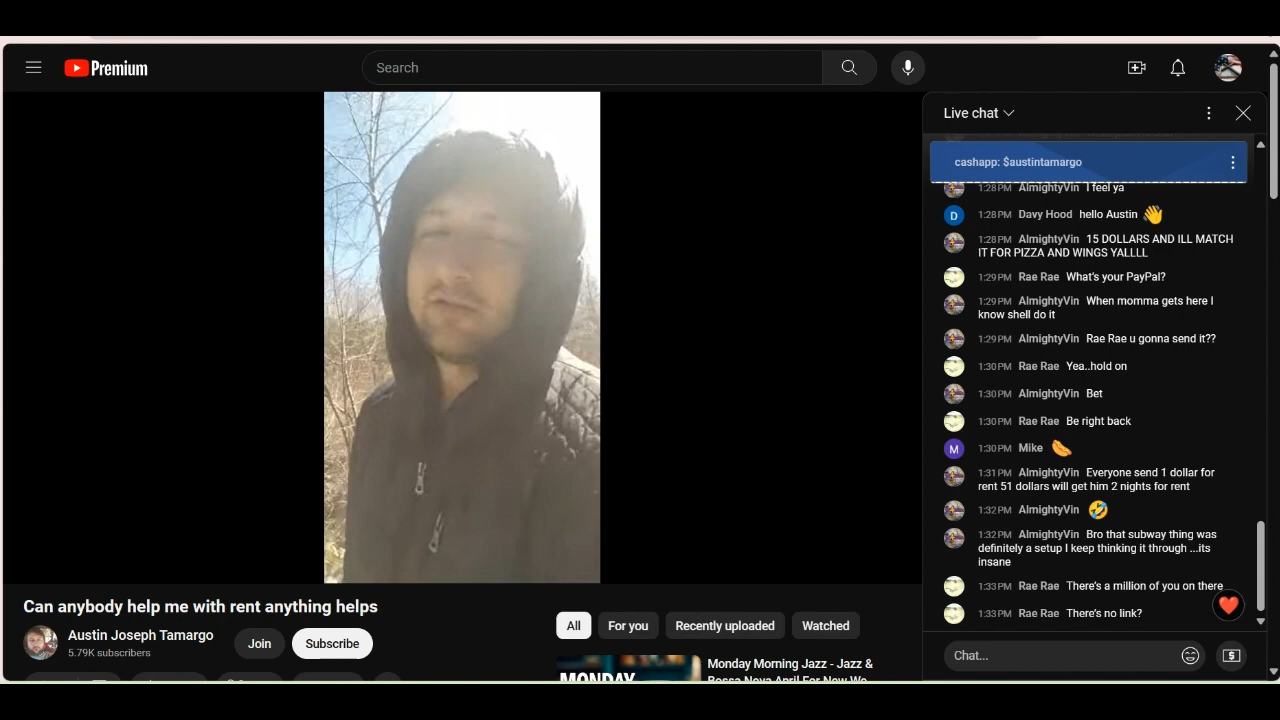 Premium
Search
Live chat
cashapp: $austintamargo
1:28 PM AlmightyVin I feel ya
D 1:28 PM Davy Hood hello Austin 👋
1:28 PM AlmightyVin 15 DOLLARS AND ILL MATCH
IT FOR PIZZA AND WINGS YALLLL
1:29 PM Rae Rae What's your PayPal?
1:29 PM AlmightyVin When momma gets here I
know shell do it
1:29 PM AlmightyVin Rae Rae u gonna send it??
1:30 PM Rae Rae Yea..hold on
1:30 PM AlmightyVin Bet
1:30 PM Rae Rae Be right back
M 1:30 PM Mike 🌭
1:31 PM AlmightyVin Everyone send 1 dollar for
rent 51 dollars will get him 2 nights for rent
1:32 PM AlmightyVin 🤣
1:32 PM AlmightyVin Bro that subway thing was
definitely a setup I keep thinking it through ...its
insane
1:33 PM Rae Rae There's a million of you on there
1:33 PM Rae Rae There's no link?
Chat...
Can anybody help me with rent anything helps
Austin Joseph Tamargo
5.79K subscribers
Join
Subscribe
All
For you
Recently uploaded
Watched
Monday Morning Jazz - Jazz &
Bossa Nova April For New We
MONDAY